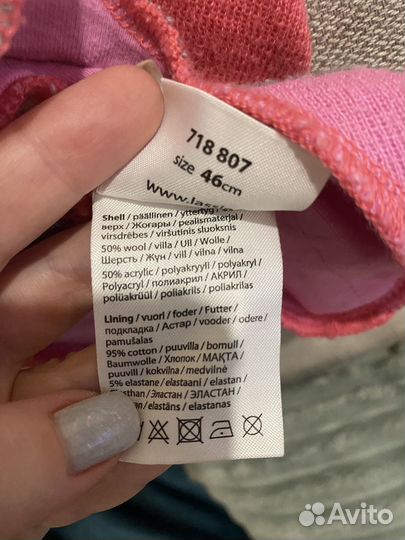 718 807
size 46cm
www.lass
Shell / päällinen / yttertyg /
верх / Жоғары / pealismaterjal /
virsdrēbes / viršutinis sluoksnis
50% wool / villa / Ull / Wolle /
Шерсть / Жүн / vill / vilna / vilna
50% acrylic / polyakryyli / polyakryl /
Polyacryl / полиакрил / АКРИЛ /
polüakrüül / poliakrils / poliakrilas
Lining / vuori / foder / Futter /
подкладка / Астар / vooder / odere /
pamušalas
95% cotton / puuvilla / bomull /
Baumwolle / Хлопок / МАҚТА /
puuvill / kokvilna / medvilnė
5% elastane / elastaani / elastan /
sthan / Эластан / ЭЛАСТАН /
elastāns / elastanas
Avito